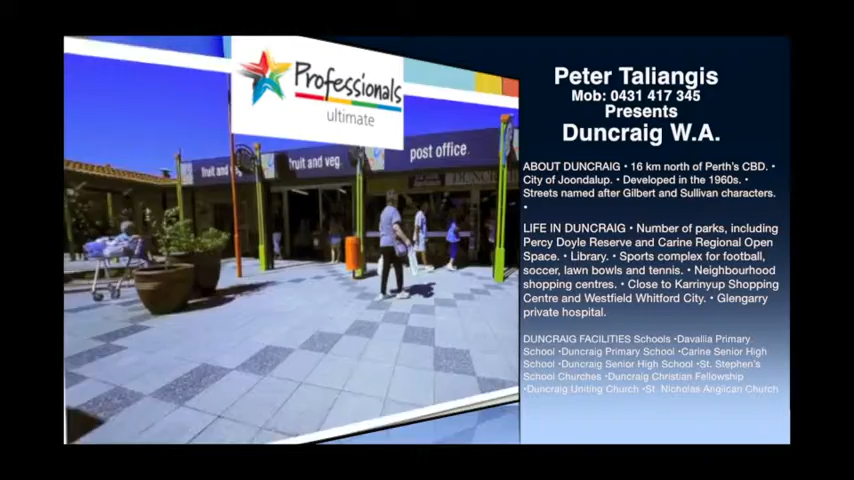 Professionals
ultimate
fruit and veg
fruit and veg
post office
Peter Taliangis
Mob: 0431 417 345
Presents
Duncraig W.A.
ABOUT DUNCRAIG • 16 km north of Perth's CBD. •
City of Joondalup. • Developed in the 1960s. •
Streets named after Gilbert and Sullivan characters.
•
LIFE IN DUNCRAIG • Number of parks, including
Percy Doyle Reserve and Carine Regional Open
Space. • Library. • Sports complex for football,
soccer, lawn bowls and tennis. • Neighbourhood
shopping centres. • Close to Karrinyup Shopping
Centre and Westfield Whitford City. • Glengarry
private hospital.
DUNCRAIG FACILITIES Schools •Davallia Primary
School •Duncraig Primary School •Carine Senior High
School •Duncraig Senior High School •St. Stephen's
School Churches •Duncraig Christian Fellowship
•Duncraig Uniting Church •St. Nicholas Anglican Church